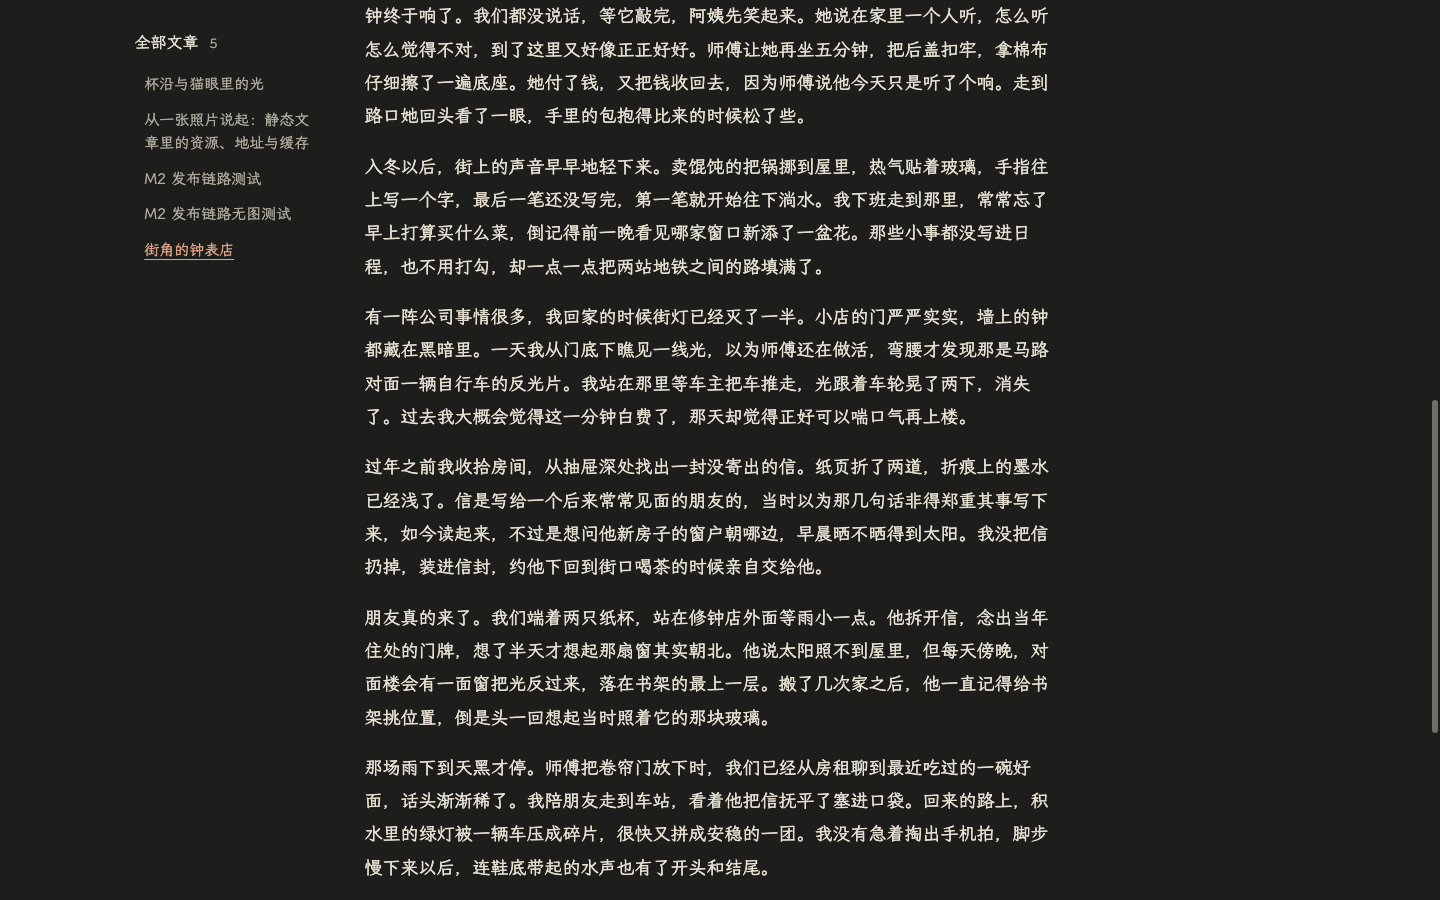 全部文章 5
杯沿与猫眼里的光
从一张照片说起：静态文
章里的资源、地址与缓存
M2 发布链路测试
M2 发布链路无图测试
街角的钟表店
钟终于响了。我们都没说话，等它敲完，阿姨先笑起来。她说在家里一个人听，怎么听
怎么觉得不对，到了这里又好像正正好好。师傅让她再坐五分钟，把后盖扣牢，拿棉布
仔细擦了一遍底座。她付了钱，又把钱收回去，因为师傅说他今天只是听了个响。走到
路口她回头看了一眼，手里的包抱得比来的时候松了些。
入冬以后，街上的声音早早地轻下来。卖馄饨的把锅挪到屋里，热气贴着玻璃，手指往
上写一个字，最后一笔还没写完，第一笔就开始往下淌水。我下班走到那里，常常忘了
早上打算买什么菜，倒记得前一晚看见哪家窗口新添了一盆花。那些小事都没写进日
程，也不用打勾，却一点一点把两站地铁之间的路填满了。
有一阵公司事情很多，我回家的时候街灯已经灭了一半。小店的门严严实实，墙上的钟
都藏在黑暗里。一天我从门底下瞧见一线光，以为师傅还在做活，弯腰才发现那是马路
对面一辆自行车的反光片。我站在那里等车主把车推走，光跟着车轮晃了两下，消失
了。过去我大概会觉得这一分钟白费了，那天却觉得正好可以喘口气再上楼。
过年之前我收拾房间，从抽屉深处找出一封没寄出的信。纸页折了两道，折痕上的墨水
已经浅了。信是写给一个后来常常见面的朋友的，当时以为那几句话非得郑重其事写下
来，如今读起来，不过是想问他新房子的窗户朝哪边，早晨晒不晒得到太阳。我没把信
扔掉，装进信封，约他下回到街口喝茶的时候亲自交给他。
朋友真的来了。我们端着两只纸杯，站在修钟店外面等雨小一点。他拆开信，念出当年
住处的门牌，想了半天才想起那扇窗其实朝北。他说太阳照不到屋里，但每天傍晚，对
面楼会有一面窗把光反过来，落在书架的最上一层。搬了几次家之后，他一直记得给书
架挑位置，倒是头一回想起当时照着它的那块玻璃。
那场雨下到天黑才停。师傅把卷帘门放下时，我们已经从房租聊到最近吃过的一碗好
面，话头渐渐稀了。我陪朋友走到车站，看着他把信抚平了塞进口袋。回来的路上，积
水里的绿灯被一辆车压成碎片，很快又拼成安稳的一团。我没有急着掏出手机拍，脚步
慢下来以后，连鞋底带起的水声也有了开头和结尾。